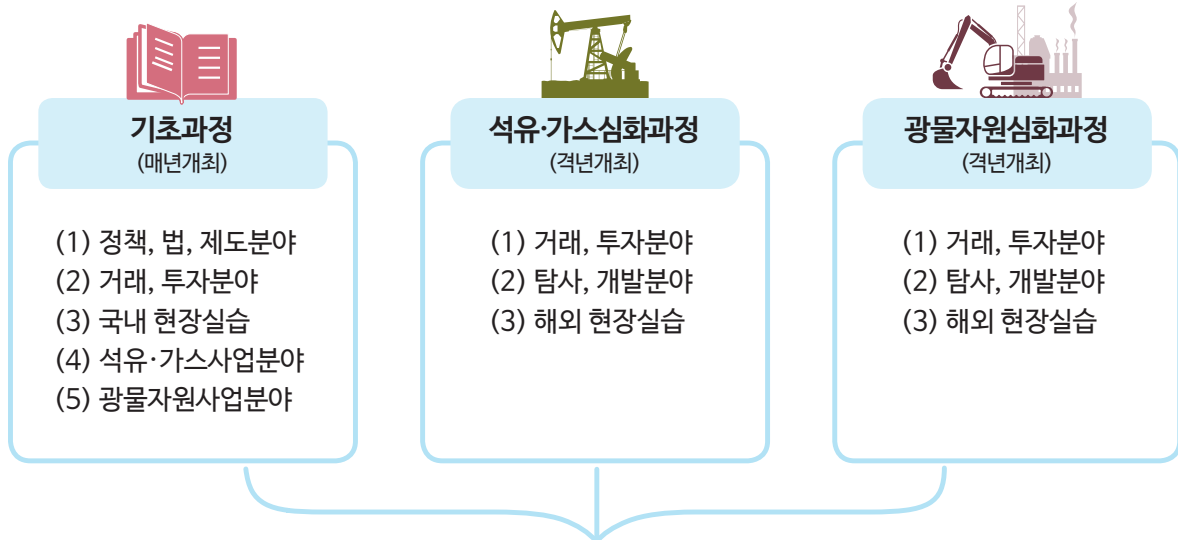 기초과정
(매년개최)
(1) 정책, 법, 제도분야
(2) 거래, 투자분야
(3) 국내 현장실습
(4) 석유·가스사업분야
(5) 광물자원사업분야
석유·가스심화과정
(격년개최)
(1) 거래, 투자분야
(2) 탐사, 개발분야
(3) 해외 현장실습
광물자원심화과정
(격년개최)
(1) 거래, 투자분야
(2) 탐사, 개발분야
(3) 해외 현장실습